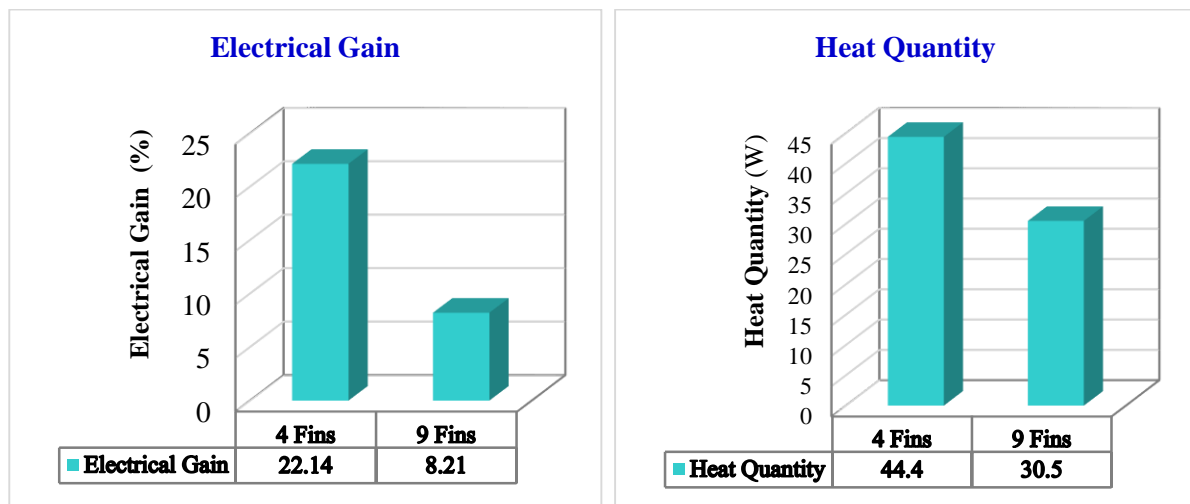 Electrical Gain
Electrical Gain (%)
25
20
15
10
5
0
4 Fins 9 Fins
Electrical Gain 22.14 8.21
Heat Quantity
Heat Quantity (W)
45
40
35
30
25
20
15
10
5
0
4 Fins 9 Fins
Heat Quantity 44.4 30.5